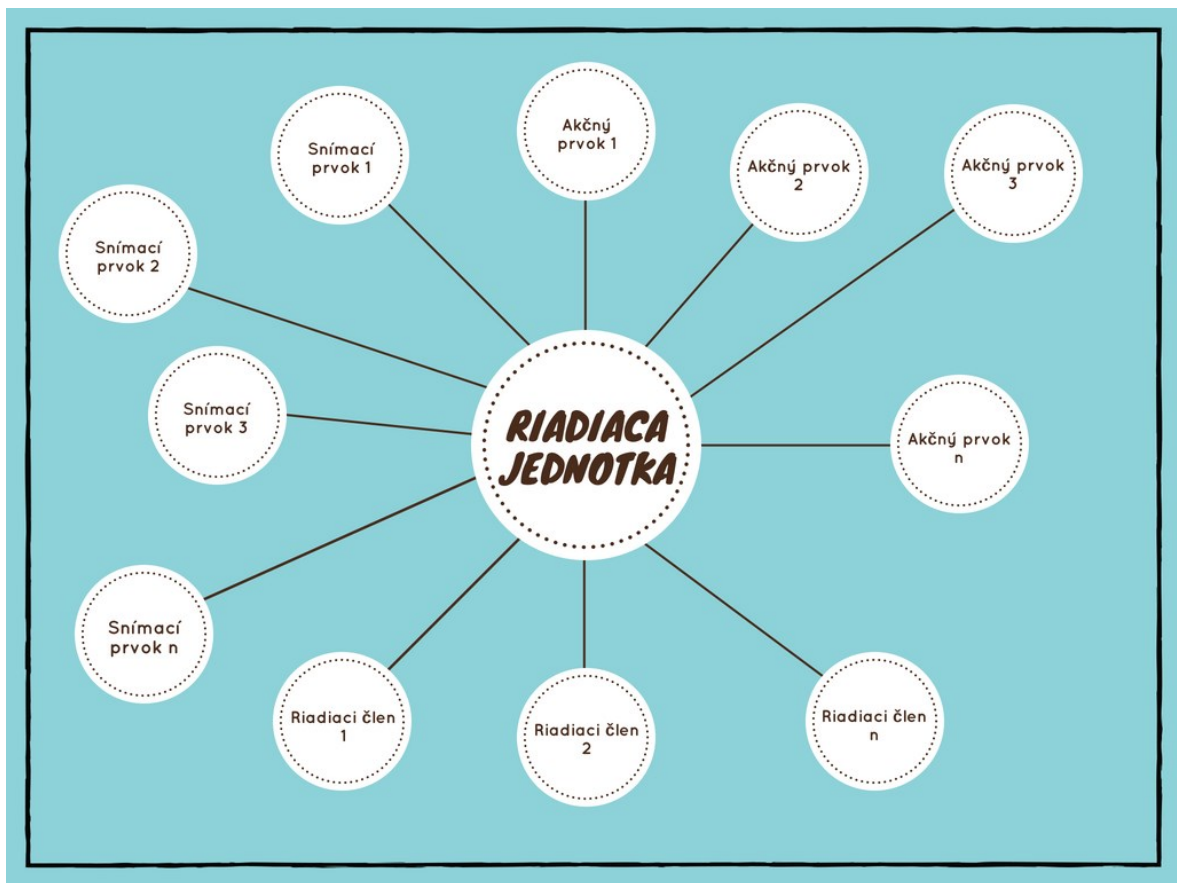 Akčný
prvok 1
Snímací
prvok 1
Akčný prvok
2
Akčný prvok
3
Snímací
prvok 2
Snímací
prvok 3
RIADIACA
JEDNOTKA
Akčný prvok
n
Snímací
prvok n
Riadiaci člen
1
Riadiaci člen
2
Riadiaci člen
n